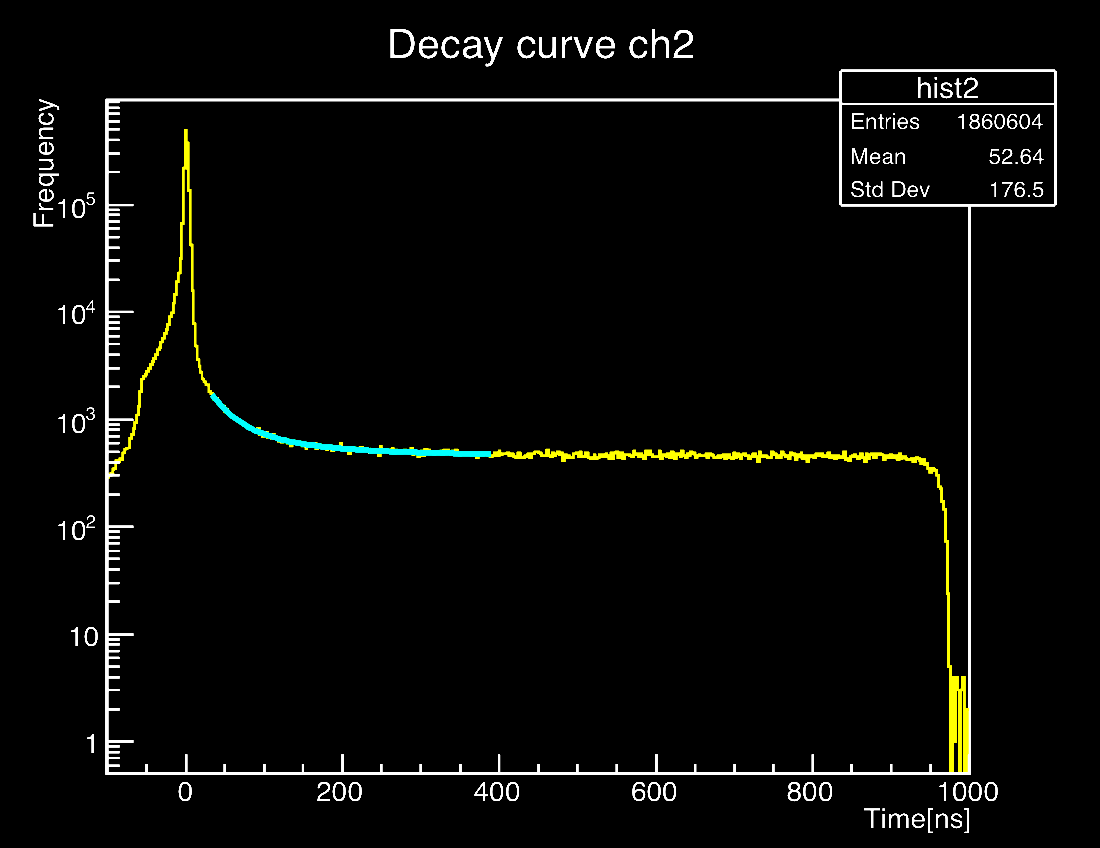 Decay curve ch2
hist2
Entries 1860604
Mean 52.64
Std Dev 176.5
Frequency
10^5
10^4
10^3
10^2
10
1
0 200 400 600 800 1000
Time[ns]